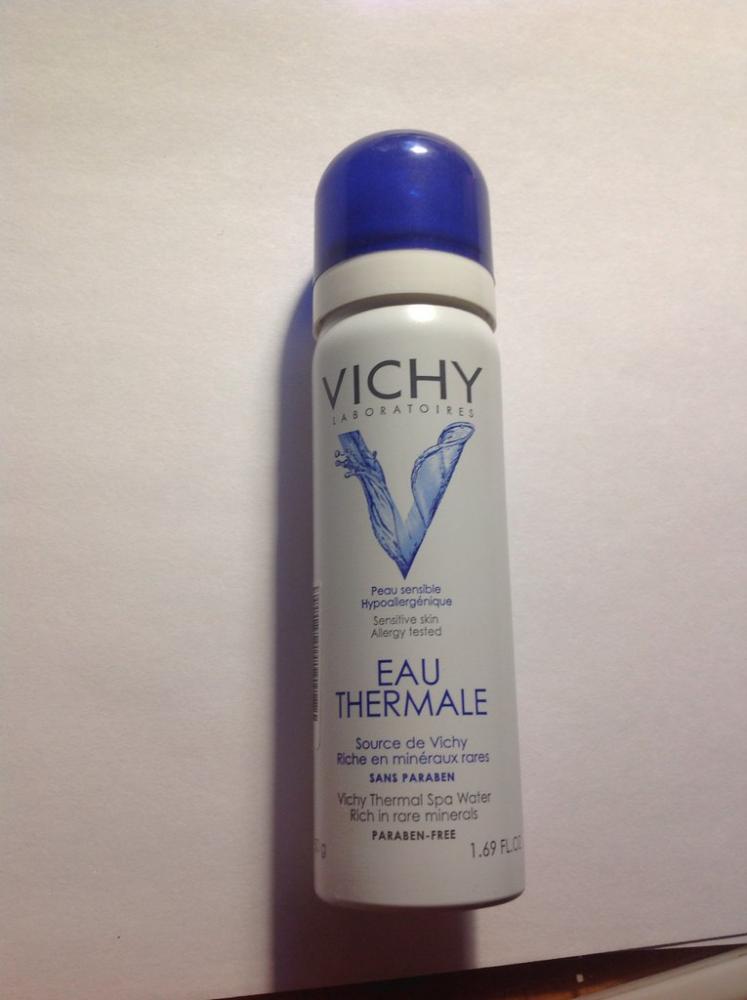 VICHY
LABORATOIRES
Peau sensible
Hypoallergénique
Sensitive skin
Allergy tested
EAU
THERMALE
Source de Vichy
Riche en minéraux rares
SANS PARABEN
Vichy Thermal Spa Water
Rich in rare minerals
PARABEN-FREE
g 1.69 FL.OZ